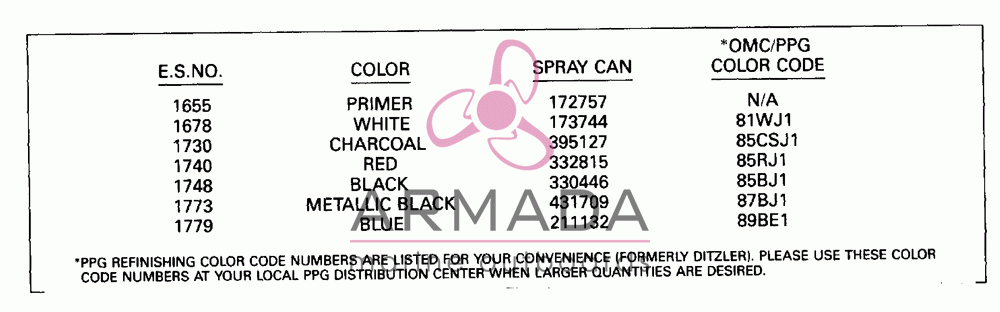 *OMC/PPG
E.S.NO. COLOR SPRAY CAN COLOR CODE
1655 PRIMER 172757 N/A
1678 WHITE 173744 81WJ1
1730 CHARCOAL 395127 85CSJ1
1740 RED 332815 85RJ1
1748 BLACK 330446 85BJ1
1773 METALLIC BLACK 431709 87BJ1
1779 BLUE 211132 89BE1
ARMADA
*PPG REFINISHING COLOR CODE NUMBERS ARE LISTED FOR YOUR CONVENIENCE (FORMERLY DITZLER). PLEASE USE THESE COLOR
CODE NUMBERS AT YOUR LOCAL PPG DISTRIBUTION CENTER WHEN LARGER QUANTITIES ARE DESIRED.